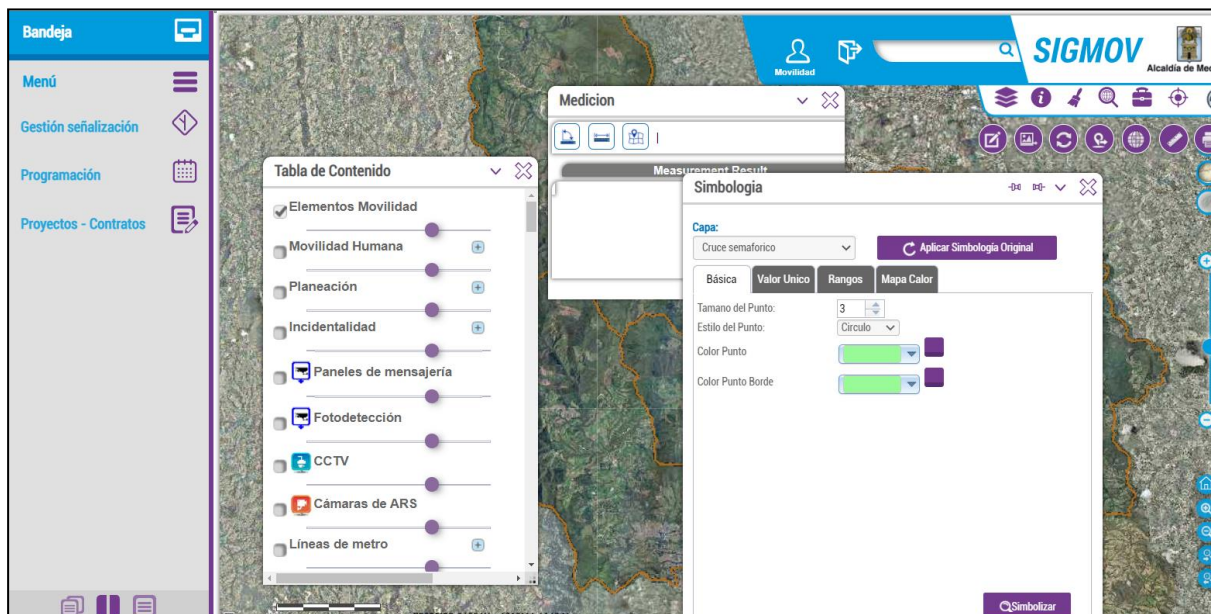 Bandeja
Menú
Gestión señalización
Programación
Proyectos - Contratos
Movilidad
SIGMOV
Alcaldía de Med
Medicion
Measurement Result
Tabla de Contenido
Elementos Movilidad
Movilidad Humana
Planeación
Incidentalidad
Paneles de mensajería
Fotodetección
CCTV
Cámaras de ARS
Líneas de metro
Simbologia
Capa:
Cruce semaforico
Aplicar Simbología Original
Básica
Valor Unico
Rangos
Mapa Calor
Tamano del Punto:
3
Estilo del Punto:
Circulo
Color Punto
Color Punto Borde
Simbolizar